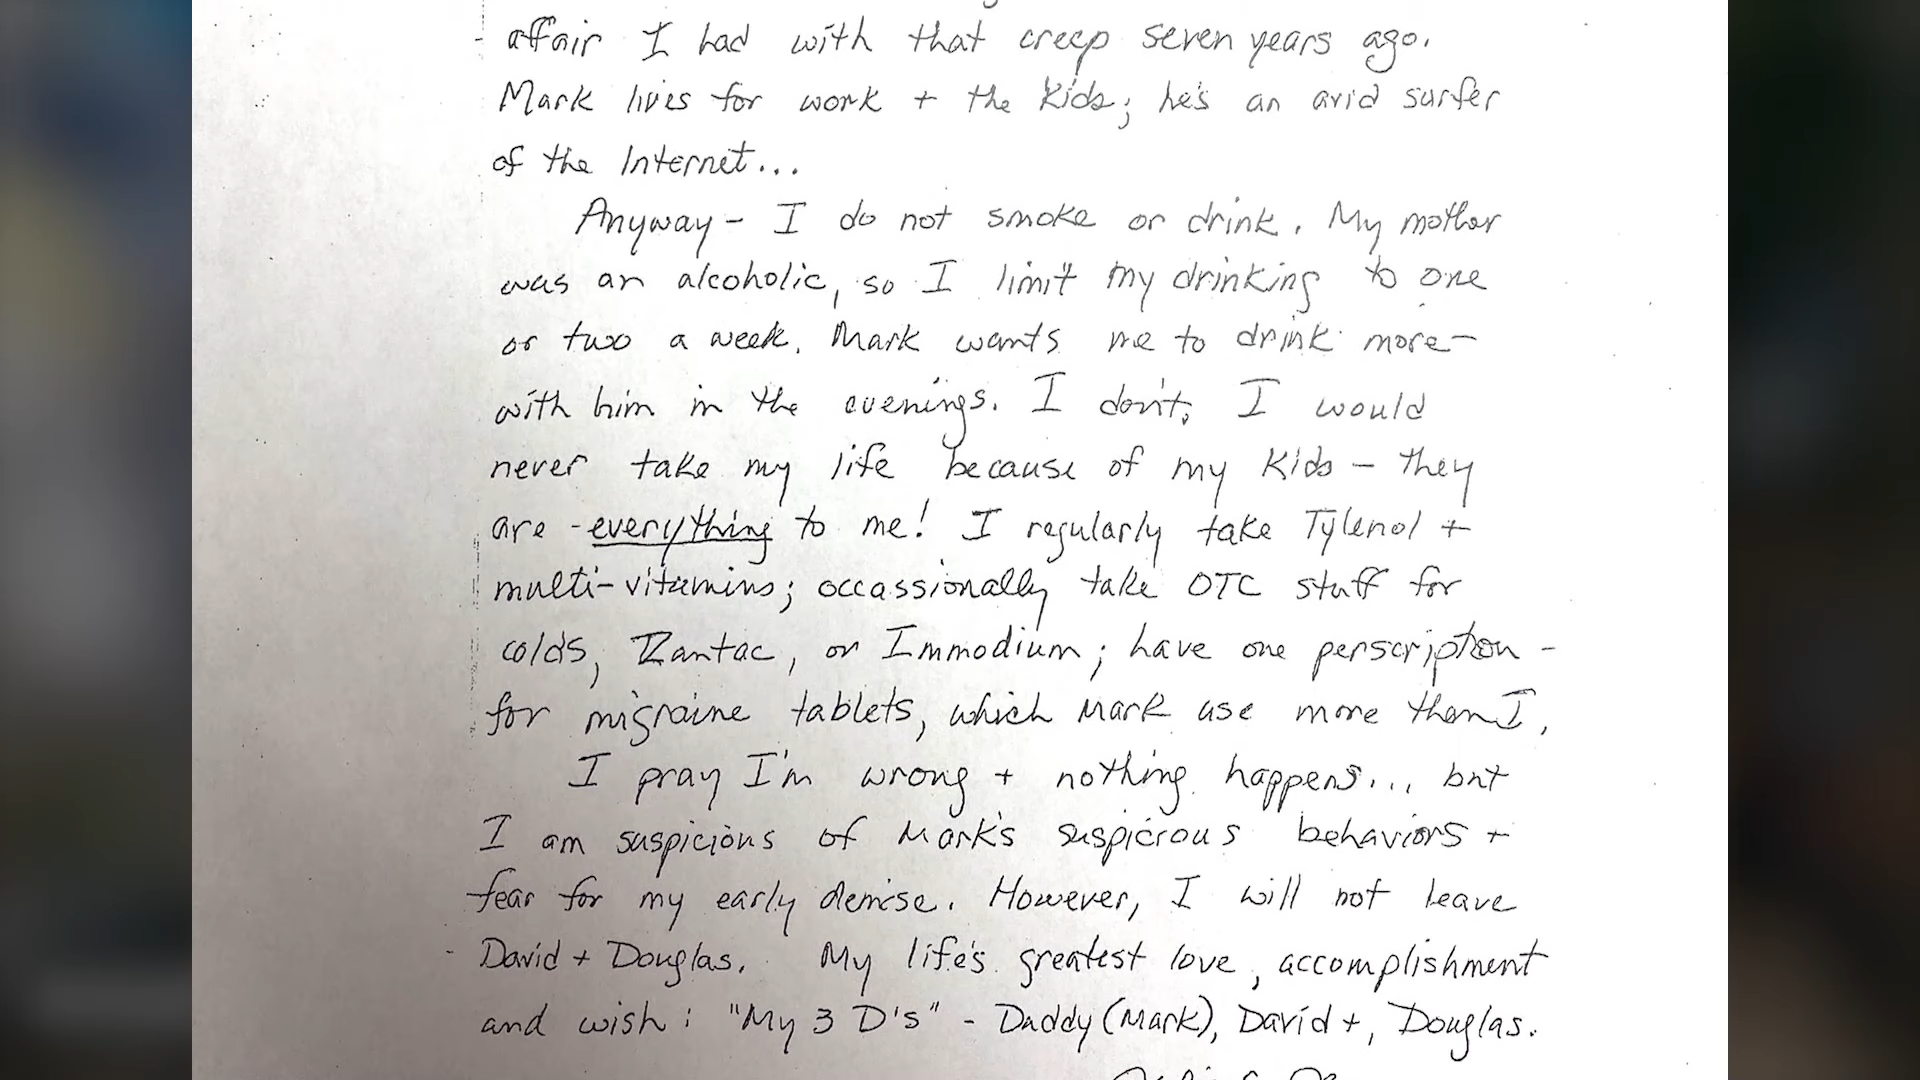 affair I had with that creep seven years ago.
Mark lives for work + the Kids; he's an avid surfer
of the Internet...
Anyway - I do not smoke or drink. My mother
was an alcoholic, so I limit my drinking to one
or two a week. Mark wants me to drink more -
with him in the evenings. I don't. I would
never take my life because of my kids - they
are everything to me! I regularly take Tylenol +
multi-vitamins; occassionally take OTC stuff for
colds, Zantac, or Immodium; have one perscription -
for migraine tablets, which Mark use more than I.
I pray I'm wrong + nothing happens... but
I am suspicious of Mark's suspicious behaviors +
fear for my early demise. However, I will not leave
David + Douglas. My life's greatest love, accomplishment
and wish: "My 3 D's" - Daddy (Mark), David +, Douglas.